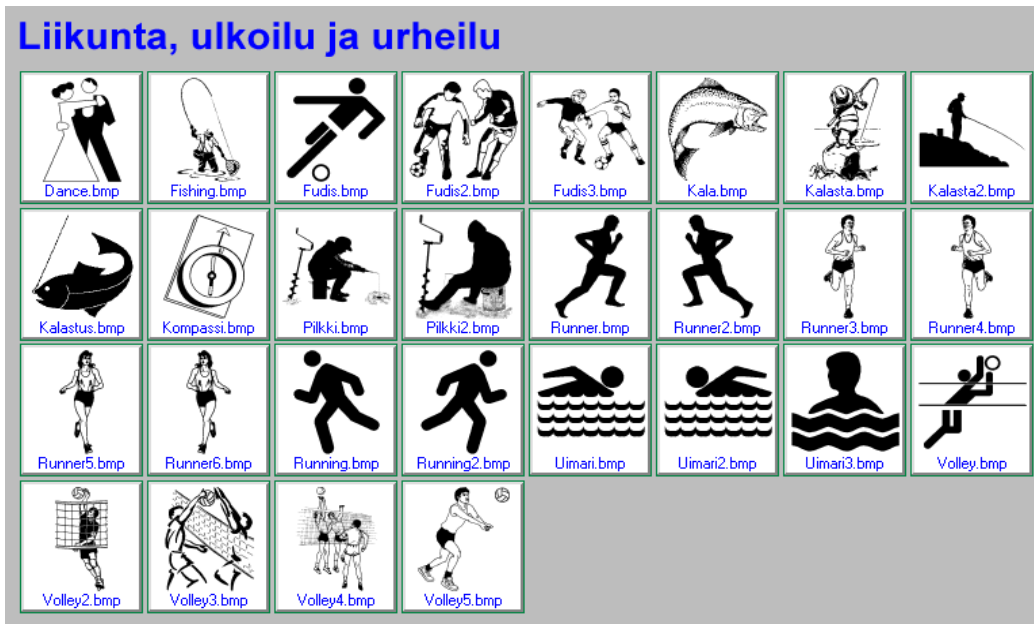 Liikunta, ulkoilu ja urheilu
Dance.bmp Fishing.bmp Fudis.bmp Fudis2.bmp Fudis3.bmp Kala.bmp Kalasta.bmp Kalasta2.bmp
Kalastus.bmp Kompassi.bmp Pilkki.bmp Pilkki2.bmp Runner.bmp Runner2.bmp Runner3.bmp Runner4.bmp
Runner5.bmp Runner6.bmp Running.bmp Running2.bmp Uimari.bmp Uimari2.bmp Uimari3.bmp Volley.bmp
Volley2.bmp Volley3.bmp Volley4.bmp Volley5.bmp